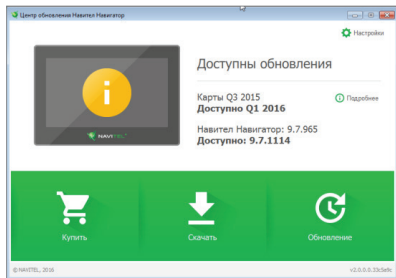 Центр обновления Навител Навигатор
Настройки
Доступны обновления
Карты Q3 2015
Доступно Q1 2016
Подробнее
Навител Навигатор: 9.7.965
Доступно: 9.7.1114
NAVITEL
Купить
Скачать
Обновление
© NAVITEL, 2016